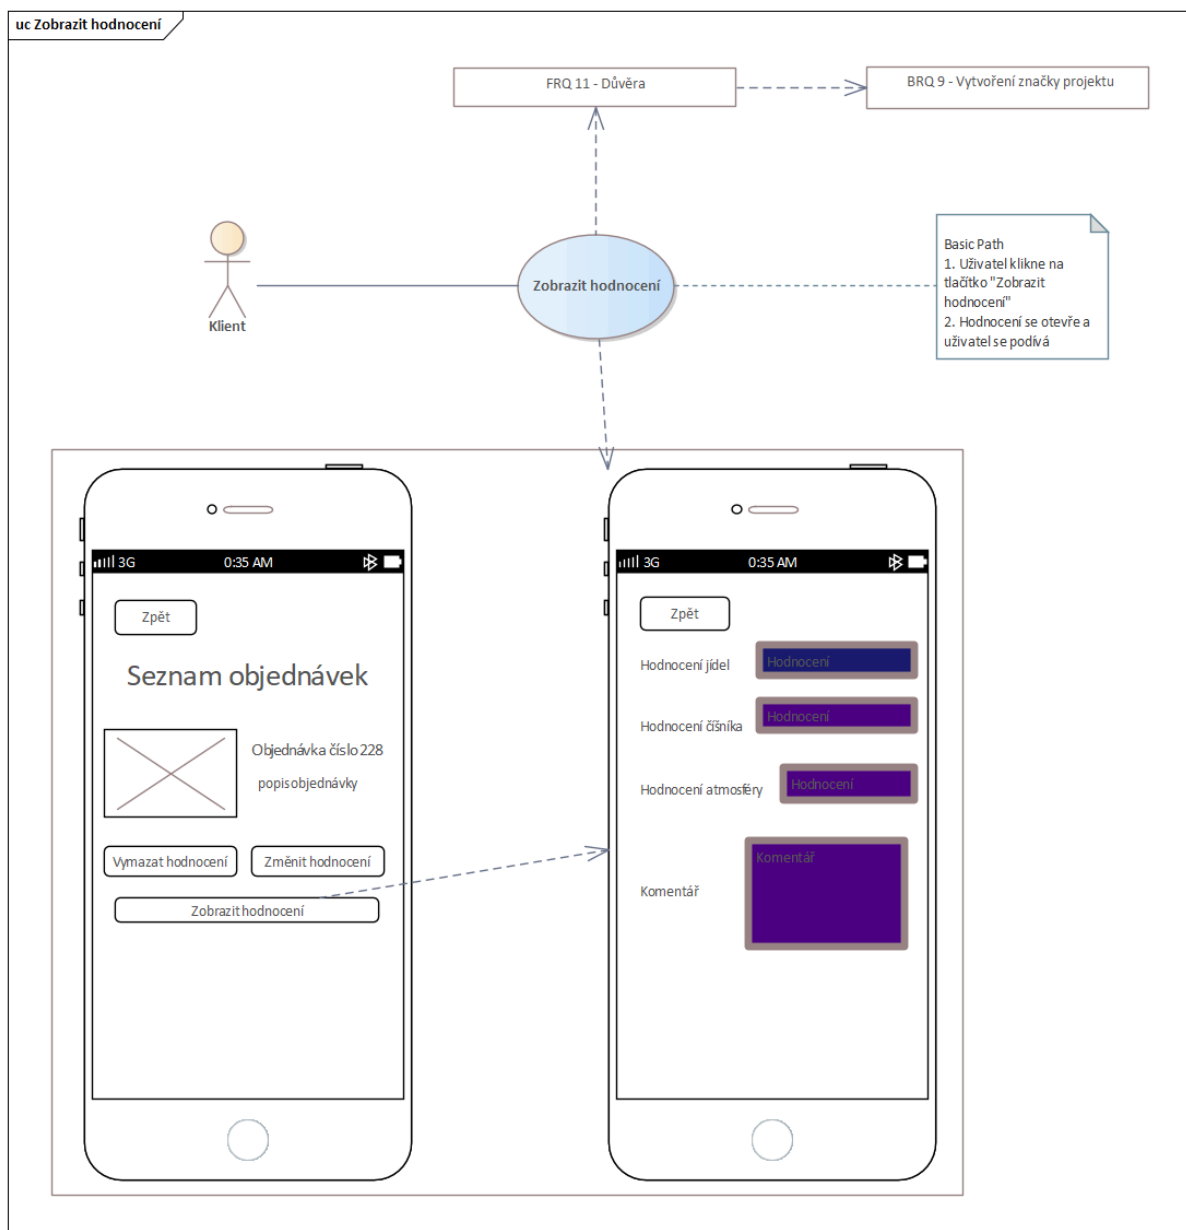 uc Zobrazit hodnocení
FRQ 11 - Důvěra
BRQ 9 - Vytvoření značky projektu
Klient
Zobrazit hodnocení
Basic Path
1. Uživatel klikne na
tlačítko "Zobrazit
hodnocení"
2. Hodnocení se otevře a
uživatel se podívá
3G
0:35 AM
Zpět
Seznam objednávek
Objednávka číslo 228
popis objednávky
Vymazat hodnocení
Změnit hodnocení
Zobrazit hodnocení
3G
0:35 AM
Zpět
Hodnocení jídel
Hodnocení
Hodnocení číšníka
Hodnocení
Hodnocení atmosféry
Hodnocení
Komentář
Komentář